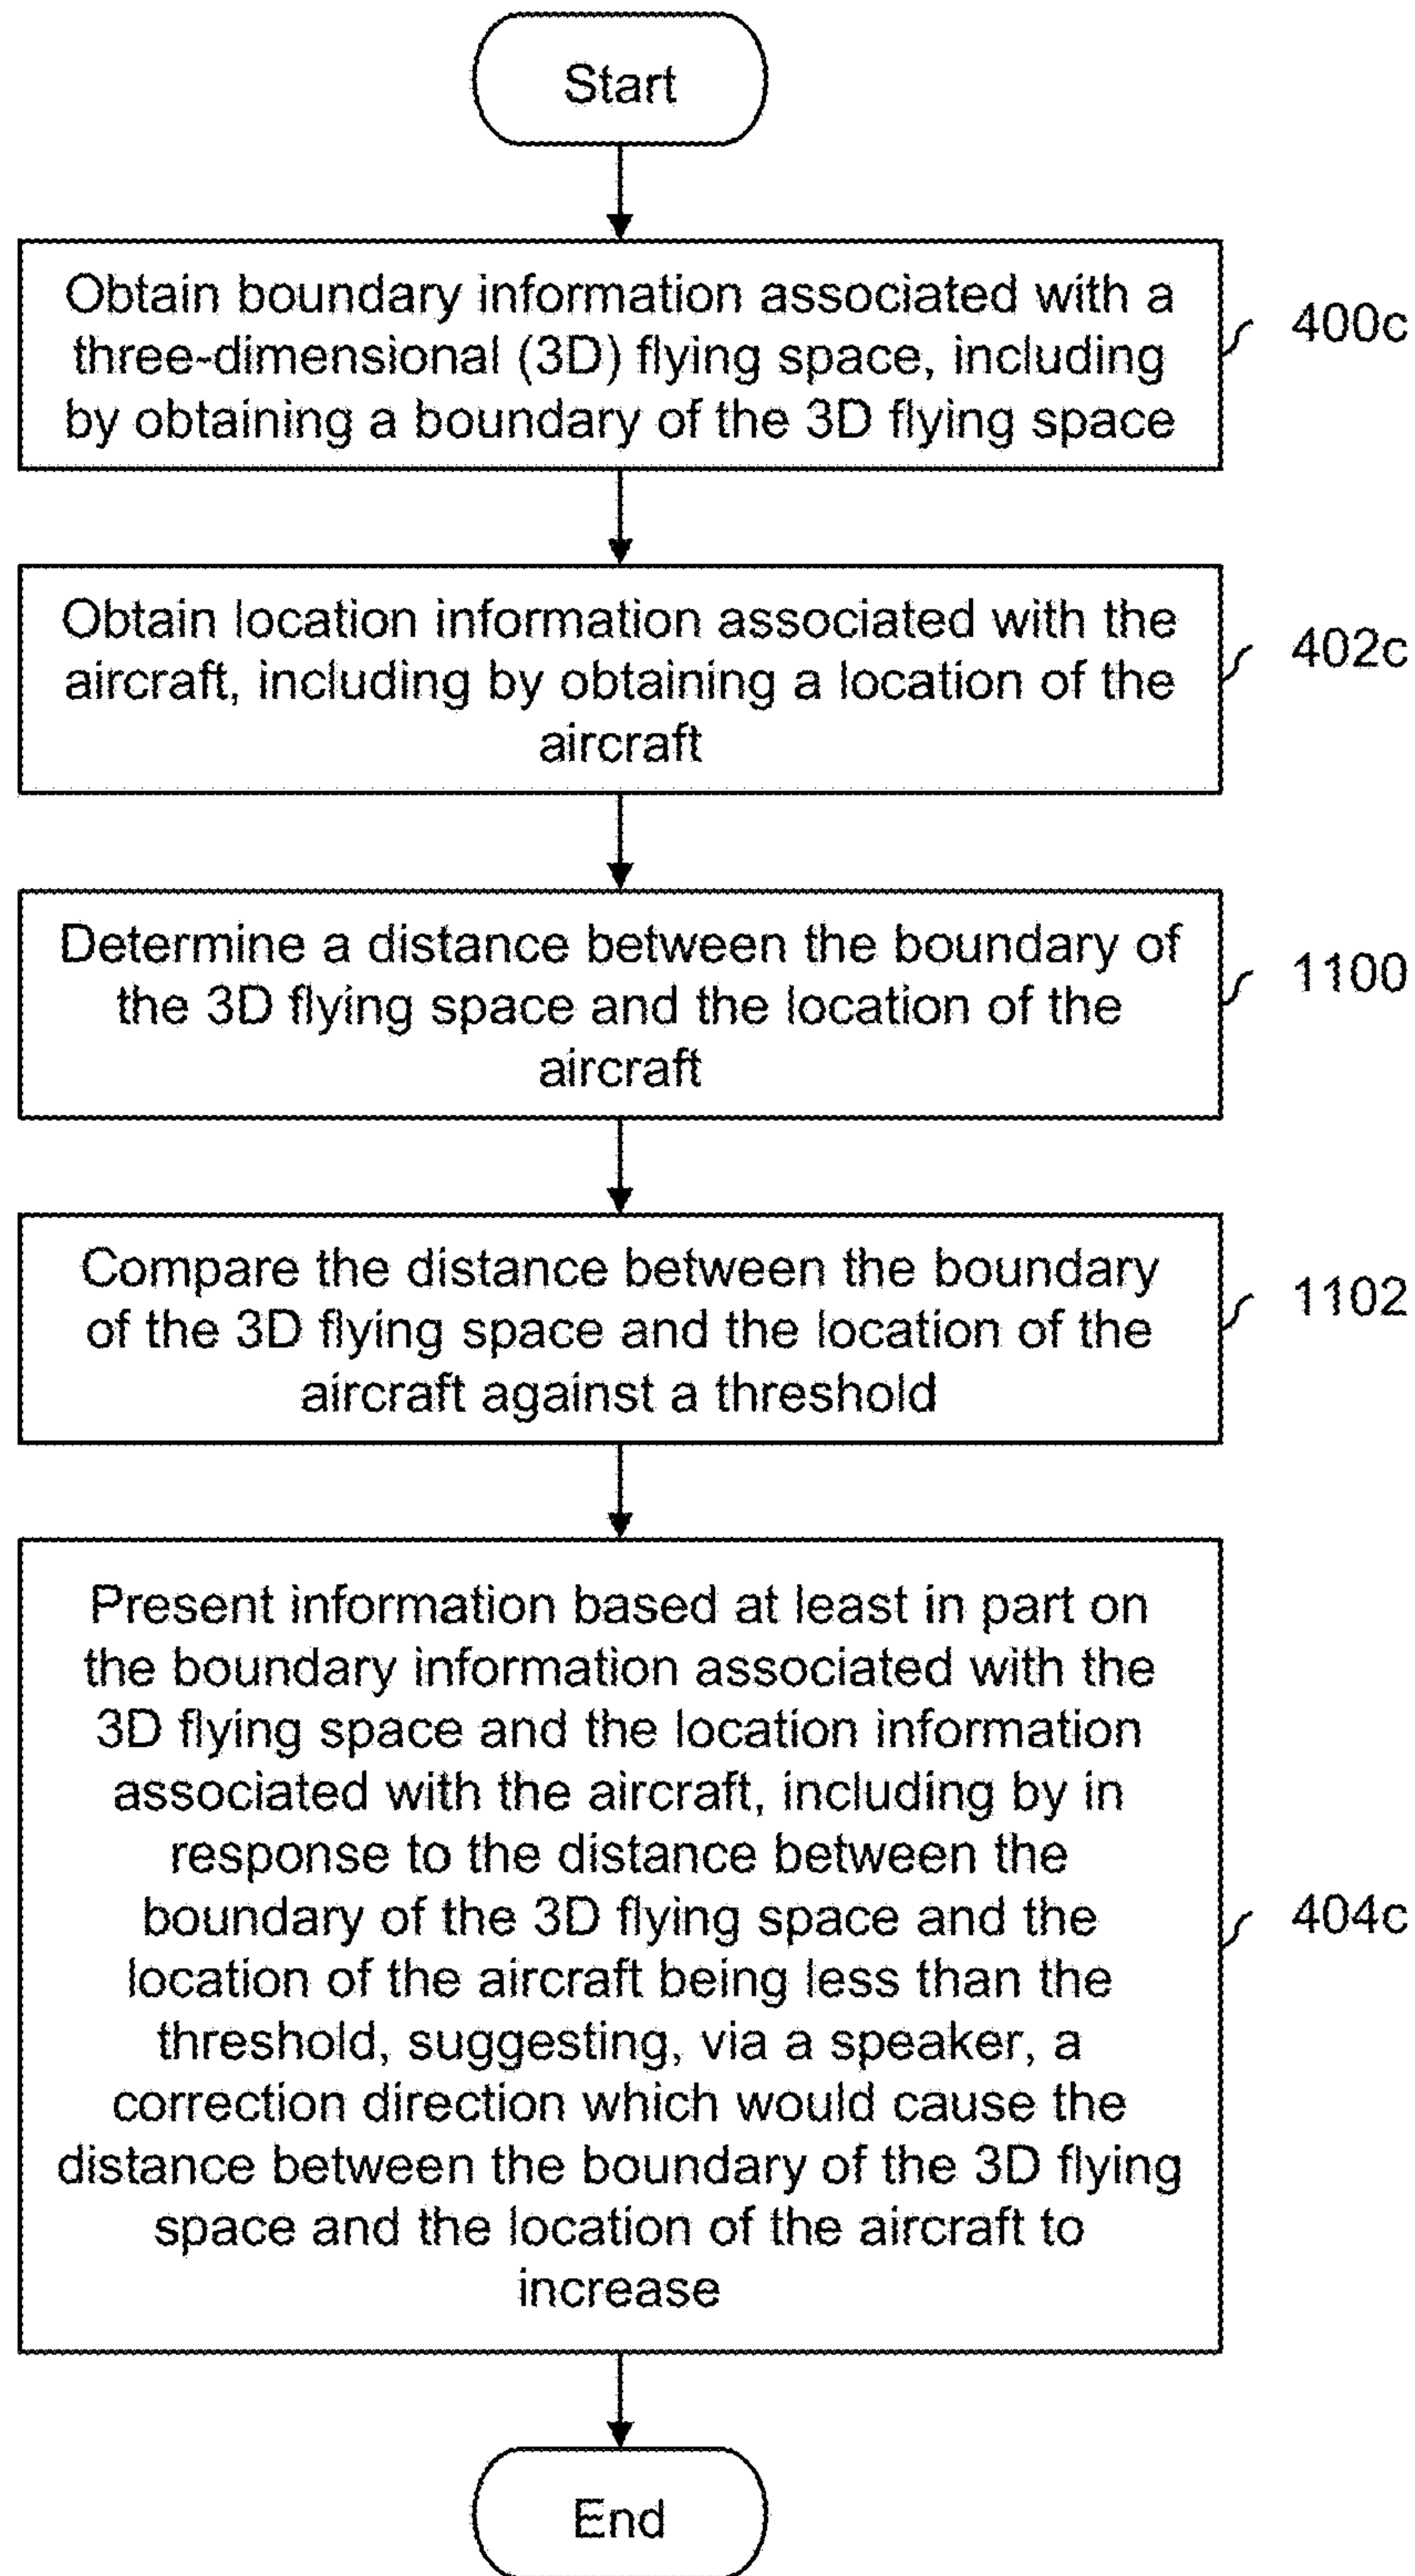 Start
Obtain boundary information associated with a
three-dimensional (3D) flying space, including
by obtaining a boundary of the 3D flying space
400c
Obtain location information associated with the
aircraft, including by obtaining a location of the
aircraft
402c
Determine a distance between the boundary of
the 3D flying space and the location of the
aircraft
1100
Compare the distance between the boundary
of the 3D flying space and the location of the
aircraft against a threshold
1102
Present information based at least in part on
the boundary information associated with the
3D flying space and the location information
associated with the aircraft, including by in
response to the distance between the
boundary of the 3D flying space and the
location of the aircraft being less than the
threshold, suggesting, via a speaker, a
correction direction which would cause the
distance between the boundary of the 3D flying
space and the location of the aircraft to
increase
404c
End